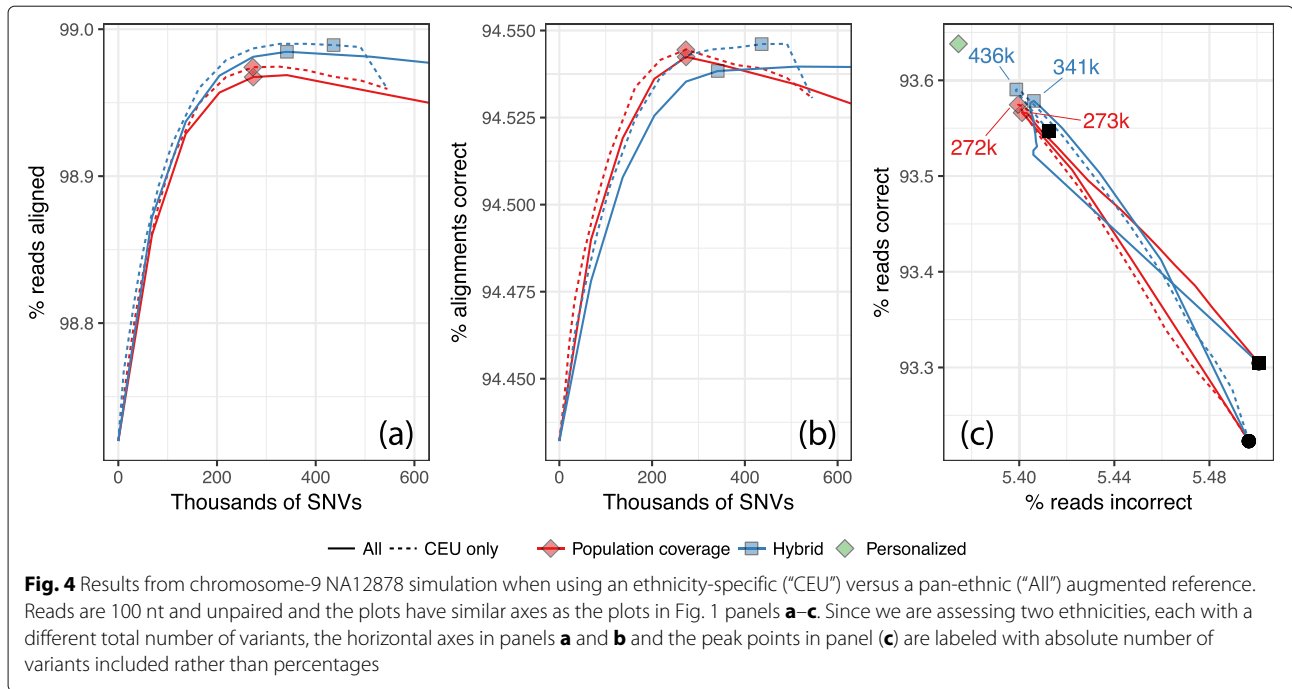 99.0
98.9
98.8
% reads aligned
0
200
400
600
Thousands of SNVs
(a)
94.550
94.525
94.500
94.475
94.450
% alignments correct
0
200
400
600
Thousands of SNVs
(b)
93.6
93.5
93.4
93.3
% reads correct
436k
341k
272k
273k
5.40
5.44
5.48
% reads incorrect
(c)
All
CEU only
Population coverage
Hybrid
Personalized
Fig. 4 Results from chromosome-9 NA12878 simulation when using an ethnicity-specific (“CEU”) versus a pan-ethnic (“All”) augmented reference.
Reads are 100 nt and unpaired and the plots have similar axes as the plots in Fig. 1 panels a–c. Since we are assessing two ethnicities, each with a
different total number of variants, the horizontal axes in panels a and b and the peak points in panel (c) are labeled with absolute number of
variants included rather than percentages